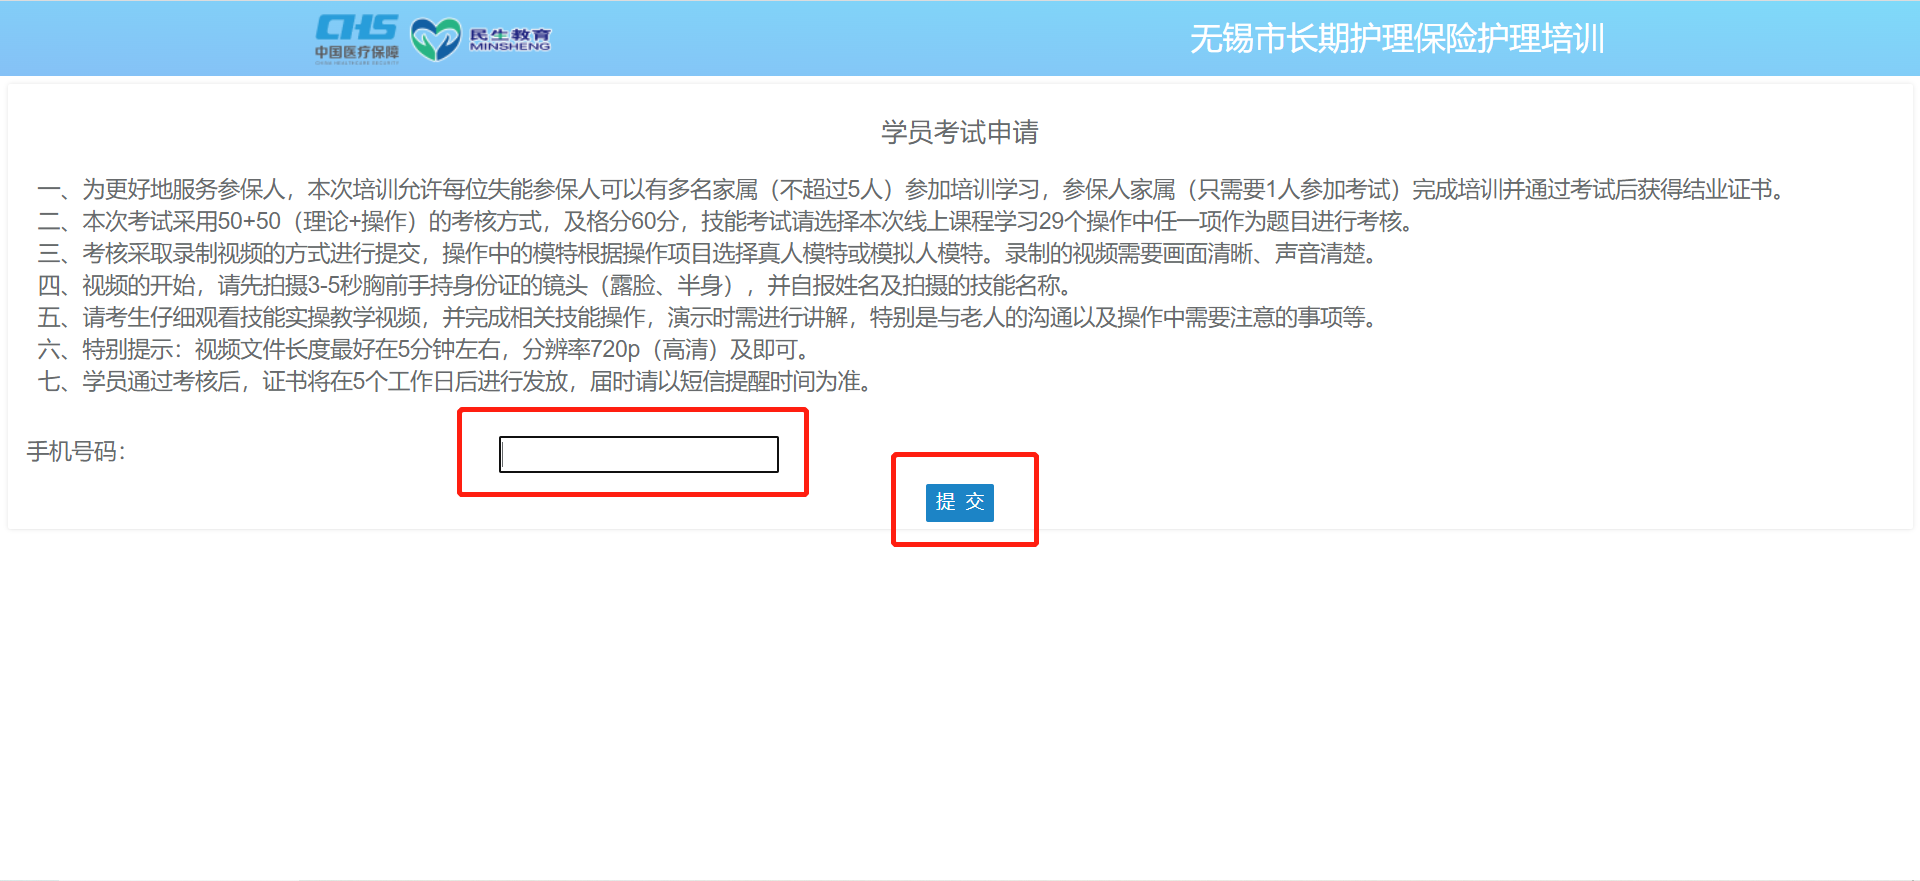 CHS
中国医疗保障
民生教育
MINSHENG
无锡市长期护理保险护理培训
学员考试申请
一、为更好地服务参保人，本次培训允许每位失能参保人可以有多名家属（不超过5人）参加培训学习，参保人家属（只需要1人参加考试）完成培训并通过考试后获得结业证书。
二、本次考试采用50+50（理论+操作）的考核方式，及格分60分，技能考试请选择本次线上课程学习29个操作中任一项作为题目进行考核。
三、考核采取录制视频的方式进行提交，操作中的模特根据操作项目选择真人模特或模拟人模特。录制的视频需要画面清晰、声音清楚。
四、视频的开始，请先拍摄3-5秒胸前手持身份证的镜头（露脸、半身），并自报姓名及拍摄的技能名称。
五、请考生仔细观看技能实操教学视频，并完成相关技能操作，演示时需进行讲解，特别是与老人的沟通以及操作中需要注意的事项等。
六、特别提示：视频文件长度最好在5分钟左右，分辨率720p（高清）及即可。
七、学员通过考核后，证书将在5个工作日后进行发放，届时请以短信提醒时间为准。
手机号码：
提 交